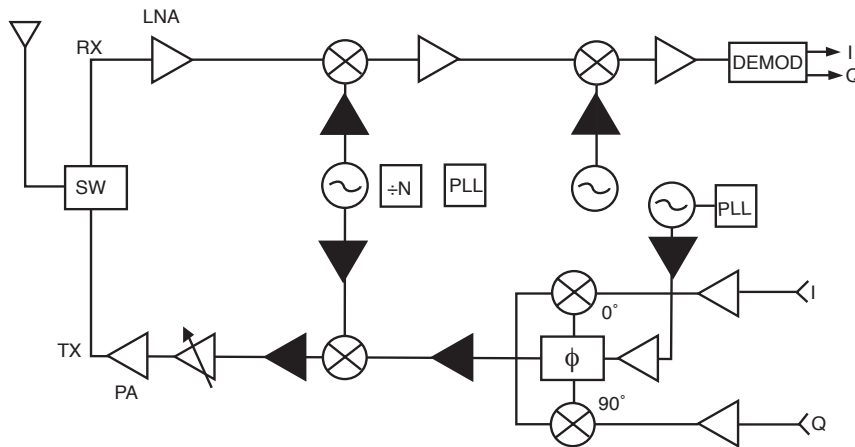 LNA
RX
DEMOD
I
Q
SW
÷N
PLL
PLL
I
0°
ϕ
TX
PA
90°
Q